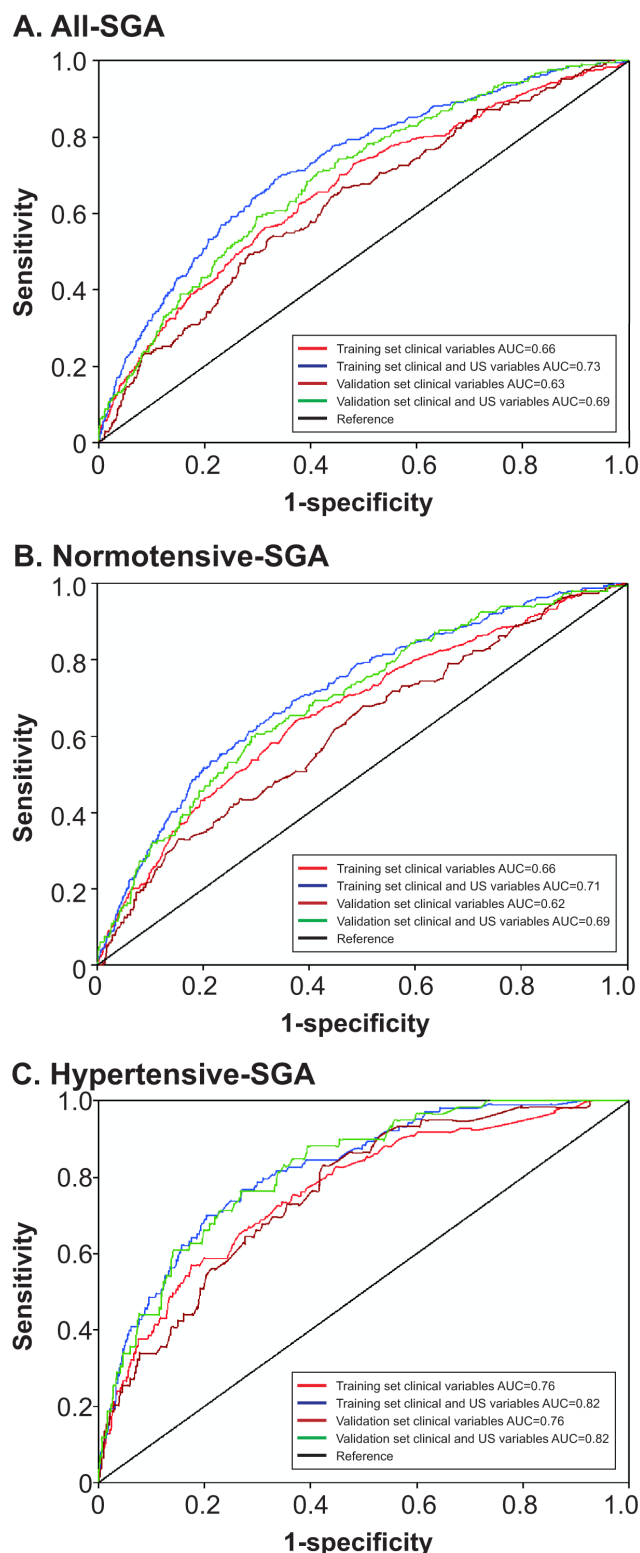 A. All-SGA
1.0
0.8
0.6
0.4
0.2
0
Sensitivity
Training set clinical variables AUC=0.66
Training set clinical and US variables AUC=0.73
Validation set clinical variables AUC=0.63
Validation set clinical and US variables AUC=0.69
Reference
0 0.2 0.4 0.6 0.8 1.0
1-specificity
B. Normotensive-SGA
1.0
0.8
0.6
0.4
0.2
0
Sensitivity
Training set clinical variables AUC=0.66
Training set clinical and US variables AUC=0.71
Validation set clinical variables AUC=0.62
Validation set clinical and US variables AUC=0.69
Reference
0 0.2 0.4 0.6 0.8 1.0
1-specificity
C. Hypertensive-SGA
1.0
0.8
0.6
0.4
0.2
0
Sensitivity
Training set clinical variables AUC=0.76
Training set clinical and US variables AUC=0.82
Validation set clinical variables AUC=0.76
Validation set clinical and US variables AUC=0.82
Reference
0 0.2 0.4 0.6 0.8 1.0
1-specificity